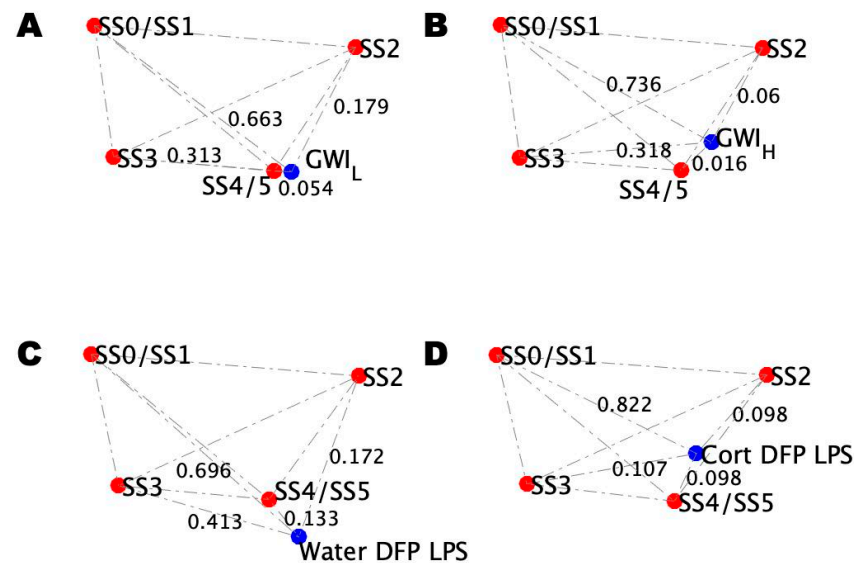 A
SS0/SS1
SS2
0.179
0.663
SS3
0.313
GWI_L
SS4/5
0.054
B
SS0/SS1
SS2
0.736
0.06
GWI_H
SS3
0.318
0.016
SS4/5
C
SS0/SS1
SS2
0.172
0.696
SS3
SS4/SS5
0.413
0.133
Water DFP LPS
D
SS0/SS1
SS2
0.822
0.098
Cort DFP LPS
0.107
0.098
SS3
SS4/SS5